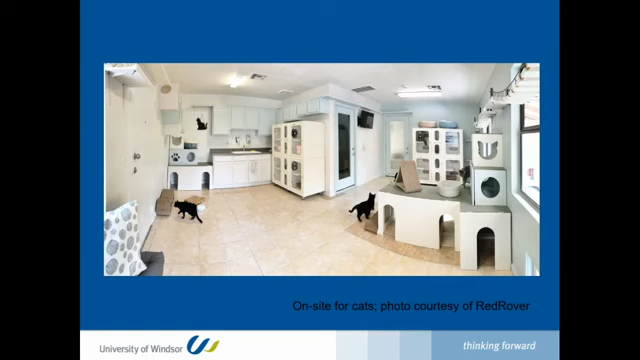 On-site for cats; photo courtesy of RedRover
University of Windsor
thinking forward